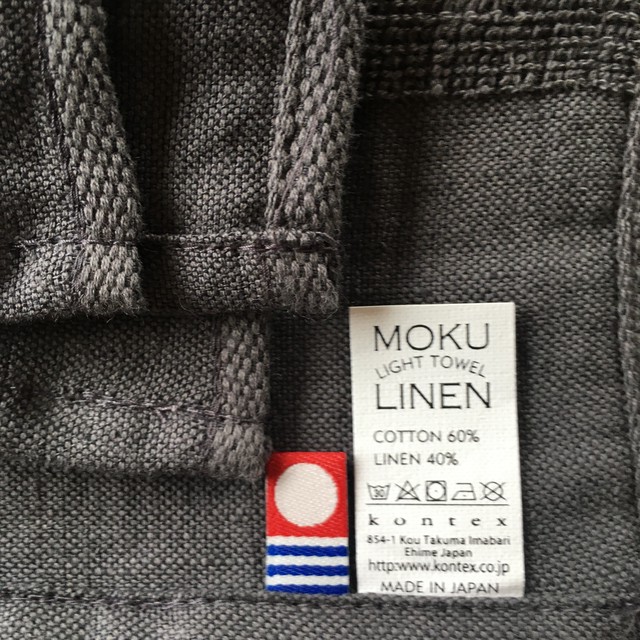 MOKU
LIGHT TOWEL
LINEN
COTTON 60%
LINEN 40%
30
kontex
854-1 Kou Takuma Imabari
Ehime Japan
http:www.kontex.co.jp
MADE IN JAPAN